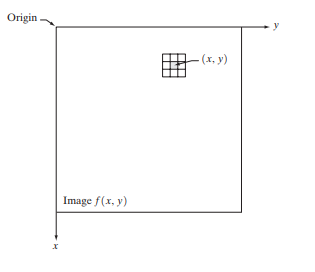 Origin
y
(x, y)
Image f(x, y)
x